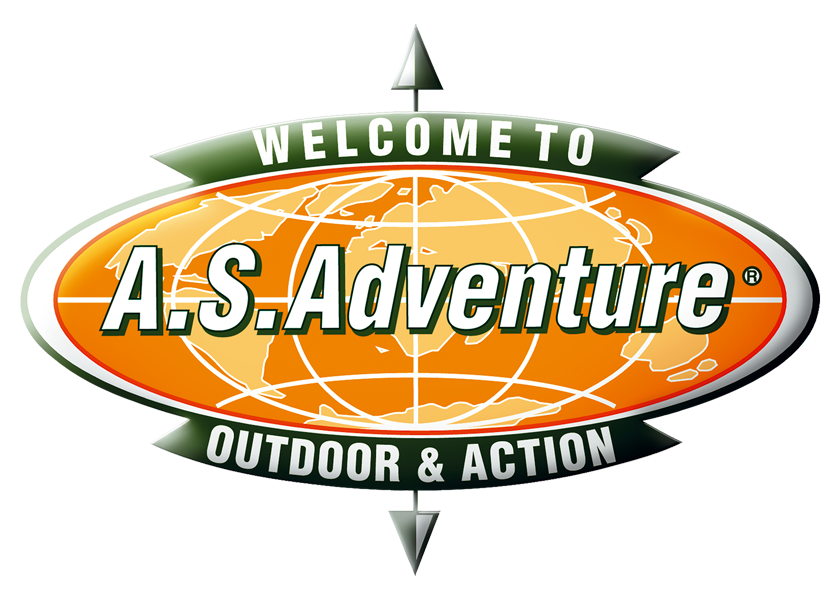 WELCOME TO
A.S.Adventure®
OUTDOOR & ACTION